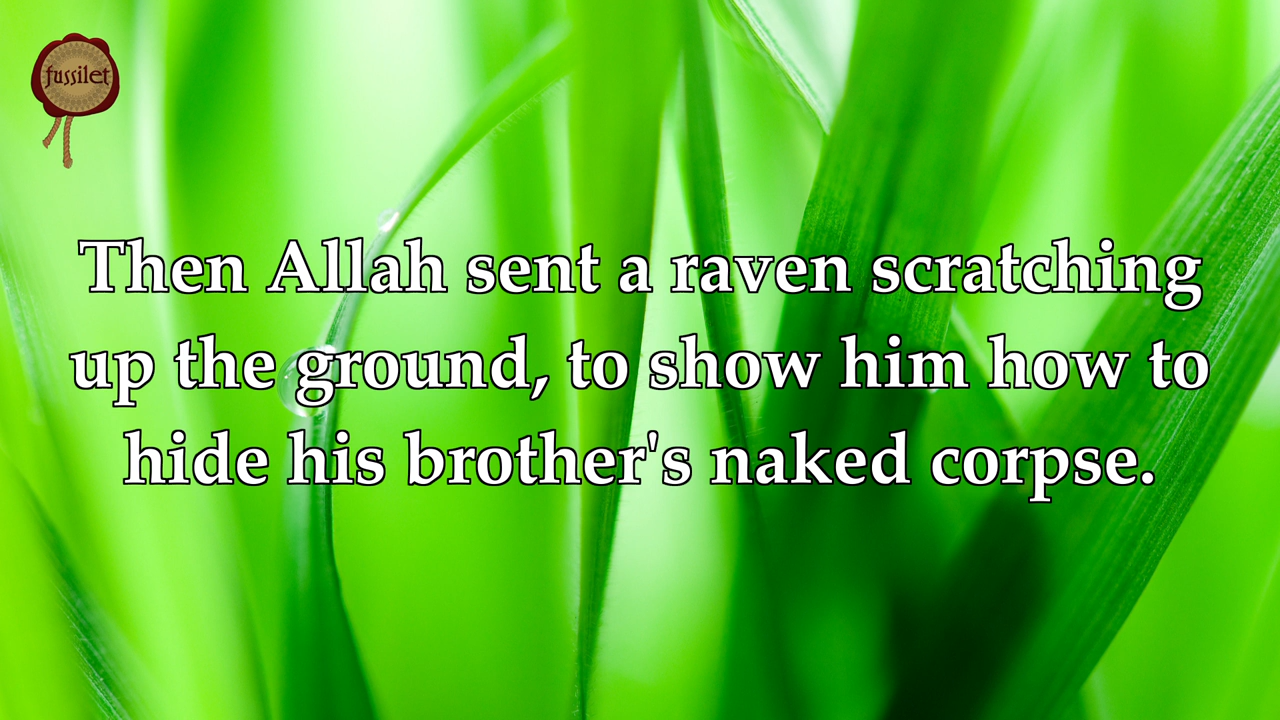 fussilet
Then Allah sent a raven scratching
up the ground, to show him how to
hide his brother's naked corpse.